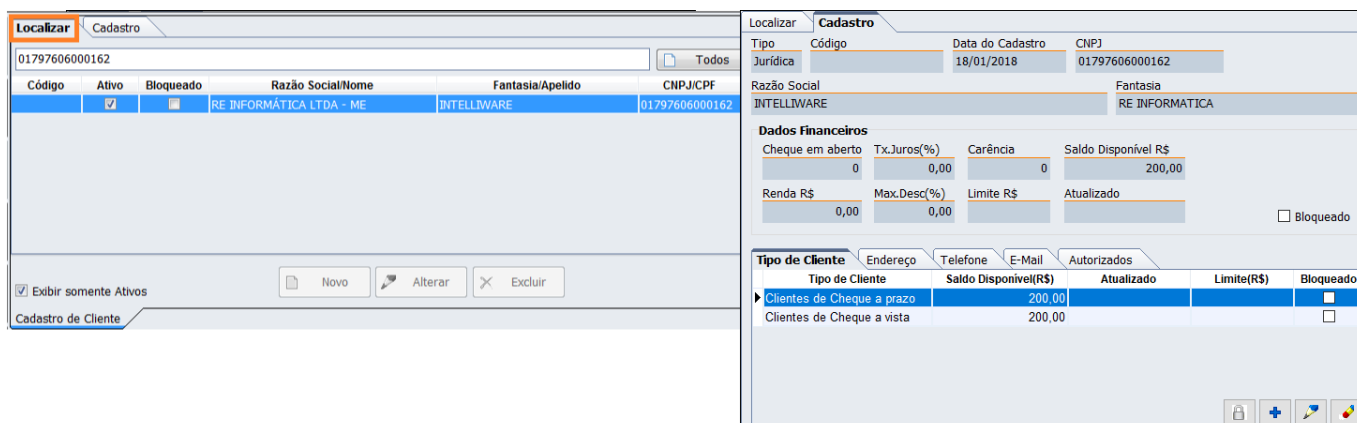 Localizar Cadastro
01797606000162 Todos
Código Ativo Bloqueado Razão Social/Nome Fantasia/Apelido CNPJ/CPF
RE INFORMÁTICA LTDA - ME INTELLIWARE 01797606000162
Novo Alterar Excluir
Exibir somente Ativos
Cadastro de Cliente
Localizar Cadastro
Tipo Código Data do Cadastro CNPJ
Jurídica 18/01/2018 01797606000162
Razão Social Fantasia
INTELLIWARE RE INFORMATICA
Dados Financeiros
Cheque em aberto Tx.Juros(%) Carência Saldo Disponível R$
0 0,00 0 200,00
Renda R$ Max.Desc(%) Limite R$ Atualizado
0,00 0,00 Bloqueado
Tipo de Cliente Endereço Telefone E-Mail Autorizados
Tipo de Cliente Saldo Disponível(R$) Atualizado Limite(R$) Bloqueado
Clientes de Cheque a prazo 200,00
Clientes de Cheque a vista 200,00